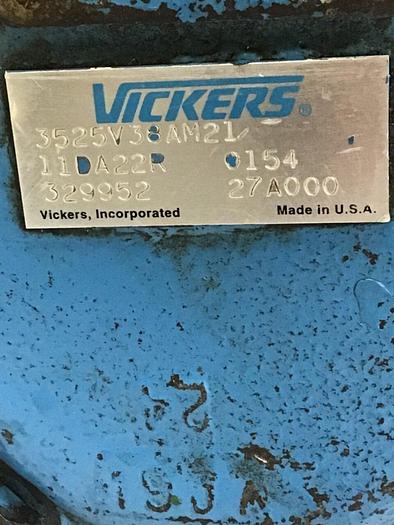 VICKERS®
3525V38AM21
11DA22R 0154
329952 27A000
Vickers, Incorporated Made in U.S.A.